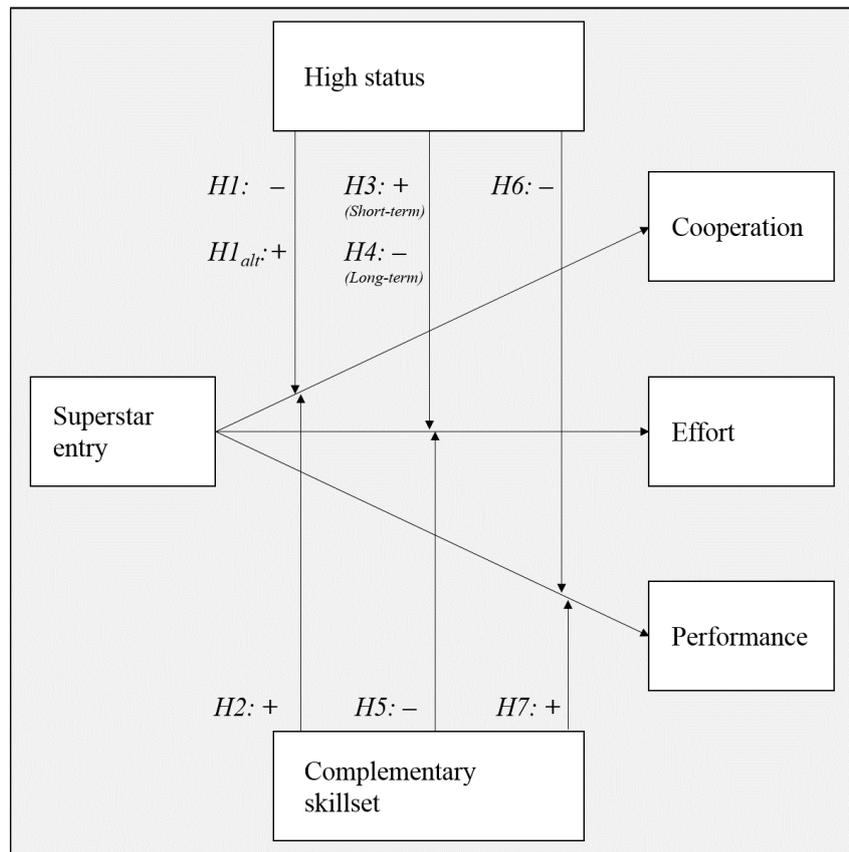 High status
H1: –
H3: +
H6: –
(Short-term)
H1alt: +
H4: –
(Long-term)
Cooperation
Superstar
entry
Effort
Performance
H2: +
H5: –
H7: +
Complementary
skillset